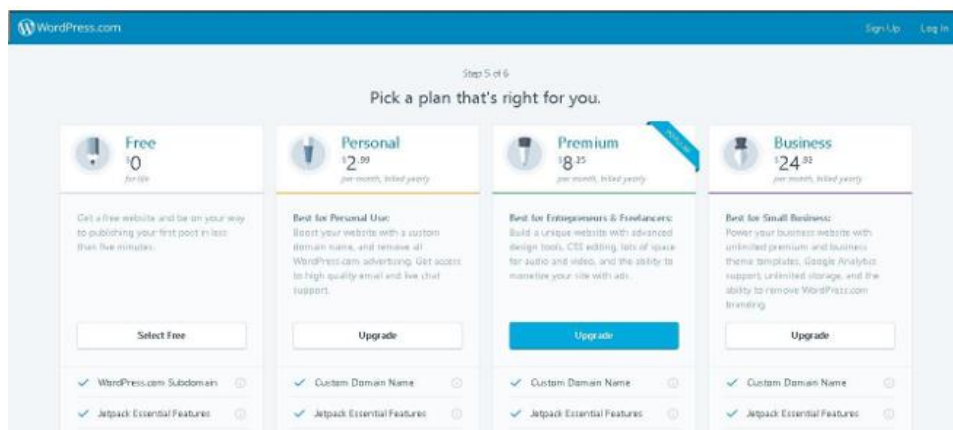 WordPress.com
Sign Up Log In
Step 5 of 6
Pick a plan that's right for you.
Free
$0
for life
Get a free website and be on your way
to publishing your first post in less
than five minutes.
Select Free
WordPress.com Subdomain
Jetpack Essential Features
Personal
$2.99
per month, billed yearly
Best for Personal Use:
Boost your website with a custom
domain name, and remove all
WordPress.com advertising. Get access
to high quality email and live chat
support.
Upgrade
Custom Domain Name
Jetpack Essential Features
Premium
$8.25
per month, billed yearly
Best for Entrepreneurs & Freelancers:
Build a unique website with advanced
design tools, CSS editing, lots of space
for audio and video, and the ability to
monetize your site with ads.
Upgrade
Custom Domain Name
Jetpack Essential Features
Business
$24.92
per month, billed yearly
Best for Small Business:
Power your business website with
unlimited premium and business
theme templates, Google Analytics
support, unlimited storage, and the
ability to remove WordPress.com
branding.
Upgrade
Custom Domain Name
Jetpack Essential Features